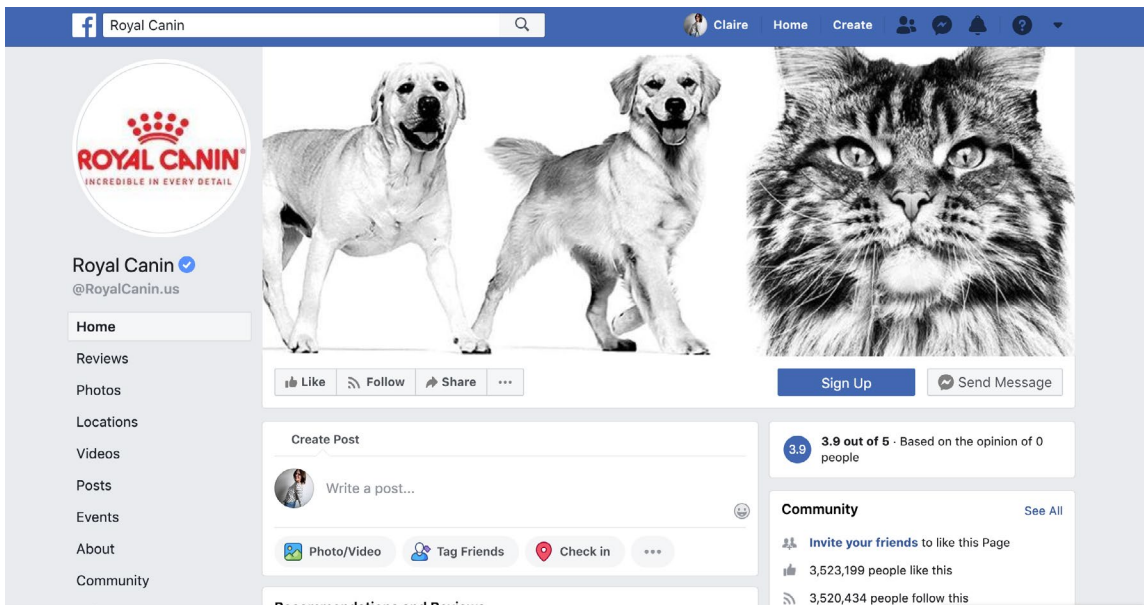 Royal Canin
Claire
Home
Create
ROYAL CANIN®
INCREDIBLE IN EVERY DETAIL
Royal Canin
@RoyalCanin.us
Home
Reviews
Photos
Locations
Videos
Posts
Events
About
Community
Like
Follow
Share
Sign Up
Send Message
Create Post
Write a post...
Photo/Video
Tag Friends
Check in
Recommendations and Reviews
3.9
3.9 out of 5 · Based on the opinion of 0
people
Community
See All
Invite your friends to like this Page
3,523,199 people like this
3,520,434 people follow this